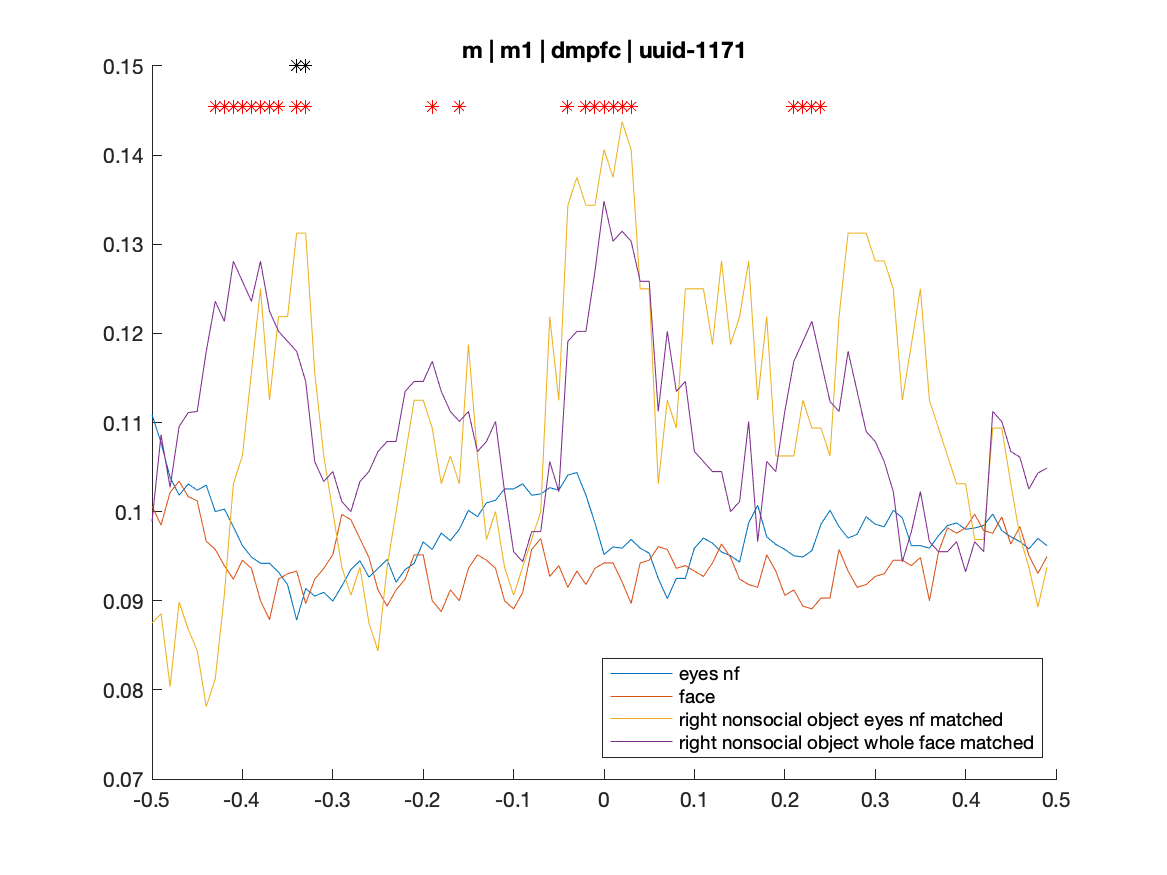 m | m1 | dmpfc | uuid-1171
0.15
0.14
0.13
0.12
0.11
0.1
0.09
0.08
0.07
eyes nf
face
right nonsocial object eyes nf matched
right nonsocial object whole face matched
-0.5 -0.4 -0.3 -0.2 -0.1 0 0.1 0.2 0.3 0.4 0.5